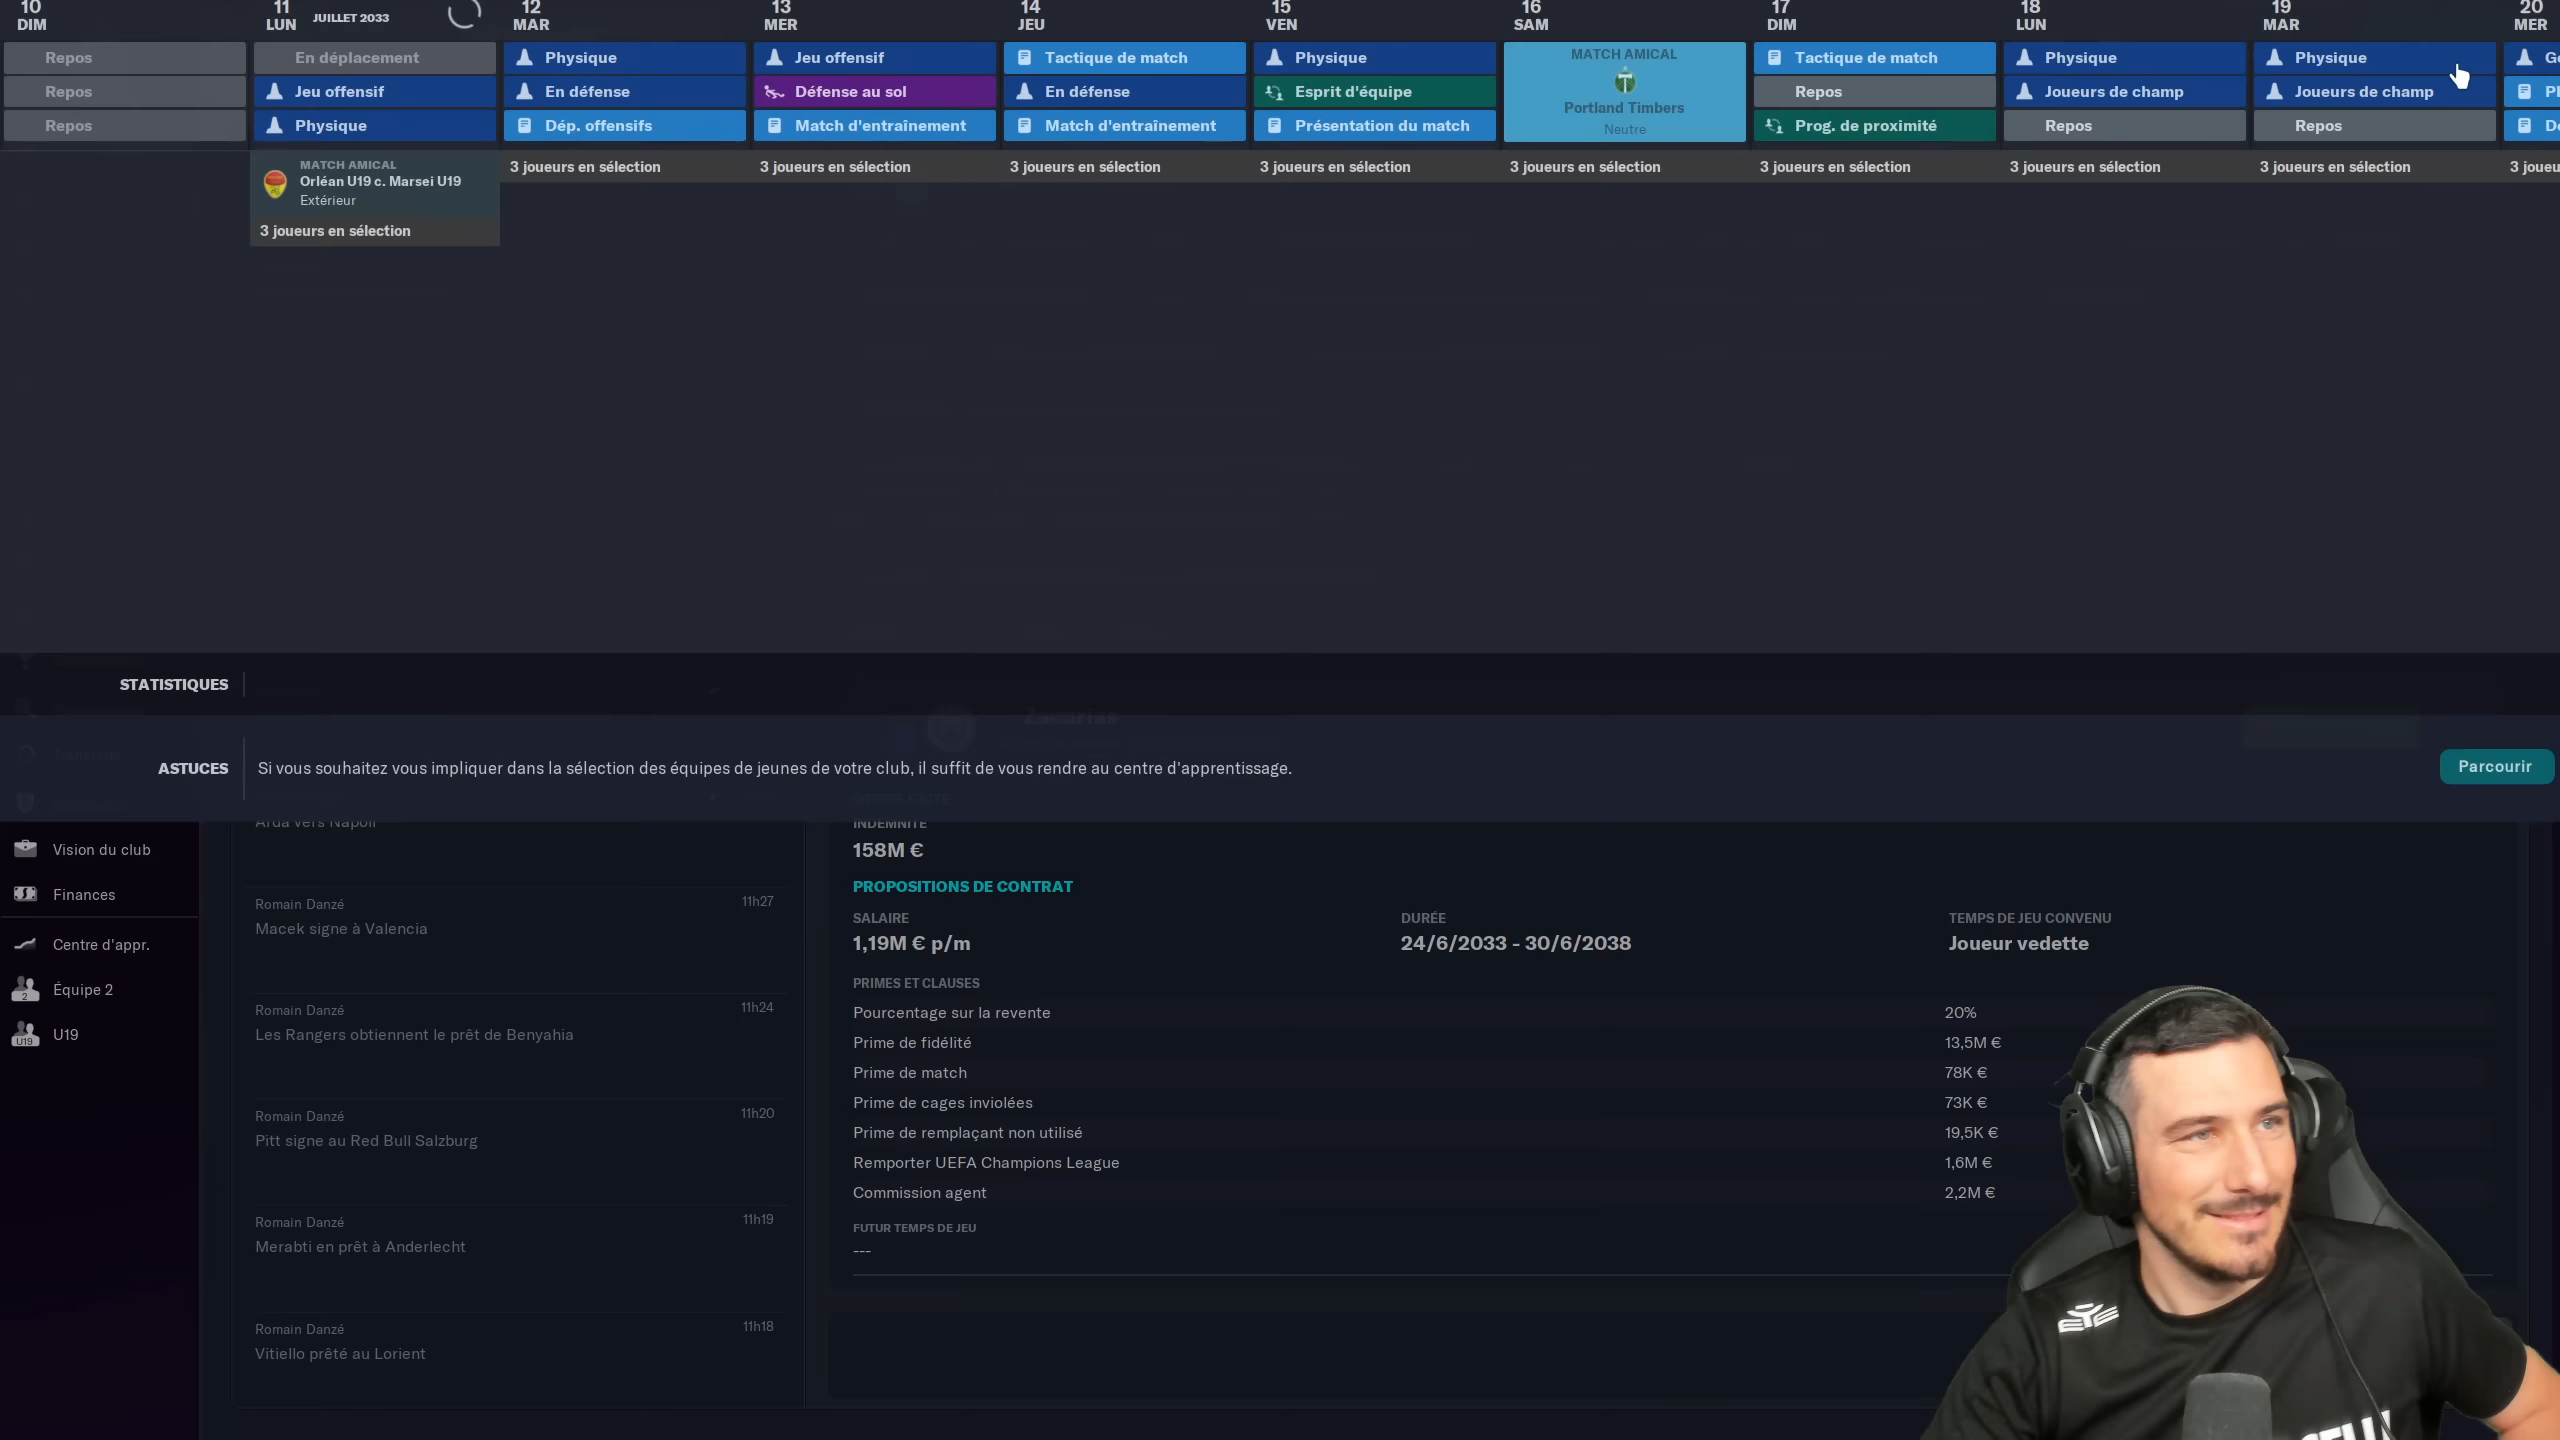 10
DIM
11
LUN
JUILLET 2033
12
MAR
13
MER
14
JEU
15
VEN
16
SAM
17
DIM
18
LUN
19
MAR
20
MER
Repos
Repos
Repos
En déplacement
Jeu offensif
Physique
Physique
En défense
Dép. offensifs
Jeu offensif
Défense au sol
Match d'entraînement
Tactique de match
En défense
Match d'entraînement
Physique
Esprit d'équipe
Présentation du match
MATCH AMICAL
Portland Timbers
Neutre
Tactique de match
Repos
Prog. de proximité
Physique
Joueurs de champ
Repos
Physique
Joueurs de champ
Repos
MATCH AMICAL
Orléan U19 c. Marsei U19
Extérieur
3 joueurs en sélection
3 joueurs en sélection
3 joueurs en sélection
3 joueurs en sélection
3 joueurs en sélection
3 joueurs en sélection
3 joueurs en sélection
3 joueurs en sélection
3 joueurs en sélection
STATISTIQUES
Zacarias
ASTUCES
Si vous souhaitez vous impliquer dans la sélection des équipes de jeunes de votre club, il suffit de vous rendre au centre d'apprentissage.
Parcourir
Vision du club
Finances
Centre d'appr.
Équipe 2
U19
Arda vers Napoli
Romain Danzé 11h27
Macek signe à Valencia
Romain Danzé 11h24
Les Rangers obtiennent le prêt de Benyahia
Romain Danzé 11h20
Pitt signe au Red Bull Salzburg
Romain Danzé 11h19
Merabti en prêt à Anderlecht
Romain Danzé 11h18
Vitiello prêté au Lorient
INDEMNITÉ
158M €
PROPOSITIONS DE CONTRAT
SALAIRE
1,19M € p/m
DURÉE
24/6/2033 - 30/6/2038
TEMPS DE JEU CONVENU
Joueur vedette
PRIMES ET CLAUSES
Pourcentage sur la revente 20%
Prime de fidélité 13,5M €
Prime de match 78K €
Prime de cages inviolées 73K €
Prime de remplaçant non utilisé 19,5K €
Remporter UEFA Champions League 1,6M €
Commission agent 2,2M €
FUTUR TEMPS DE JEU
---
EYE